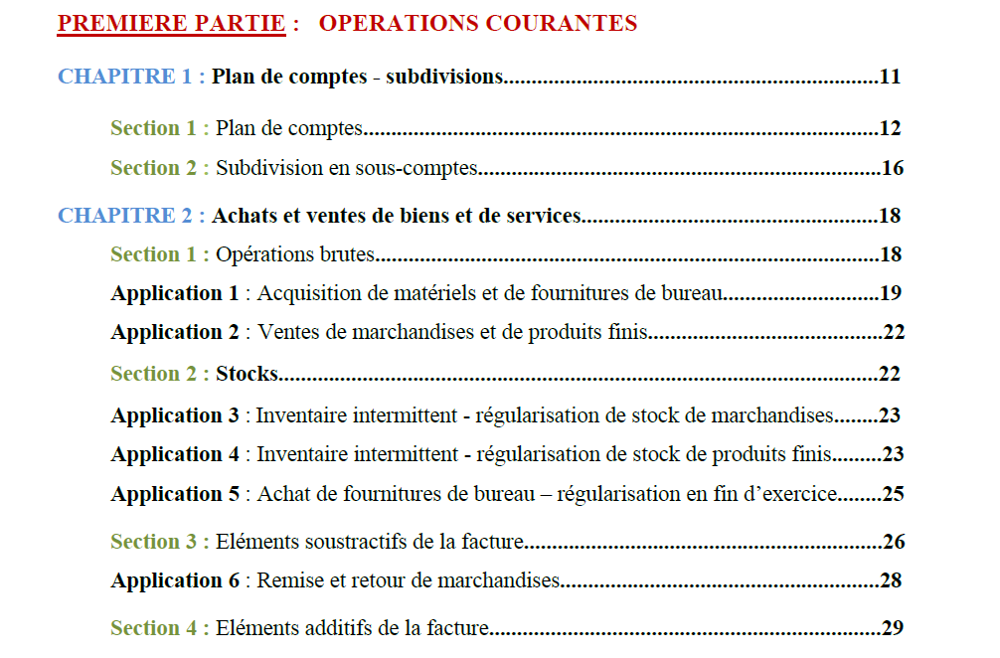 PREMIERE PARTIE : OPERATIONS COURANTES
CHAPITRE 1 : Plan de comptes - subdivisions....................................................................11
Section 1 : Plan de comptes..............................................................................................12
Section 2 : Subdivision en sous-comptes.........................................................................16
CHAPITRE 2 : Achats et ventes de biens et de services......................................................18
Section 1 : Opérations brutes............................................................................................18
Application 1 : Acquisition de matériels et de fournitures de bureau............................19
Application 2 : Ventes de marchandises et de produits finis..........................................22
Section 2 : Stocks.............................................................................................................22
Application 3 : Inventaire intermittent - régularisation de stock de marchandises........23
Application 4 : Inventaire intermittent - régularisation de stock de produits finis.........23
Application 5 : Achat de fournitures de bureau – régularisation en fin d’exercice........25
Section 3 : Eléments soustractifs de la facture.................................................................26
Application 6 : Remise et retour de marchandises..........................................................28
Section 4 : Eléments additifs de la facture.......................................................................29